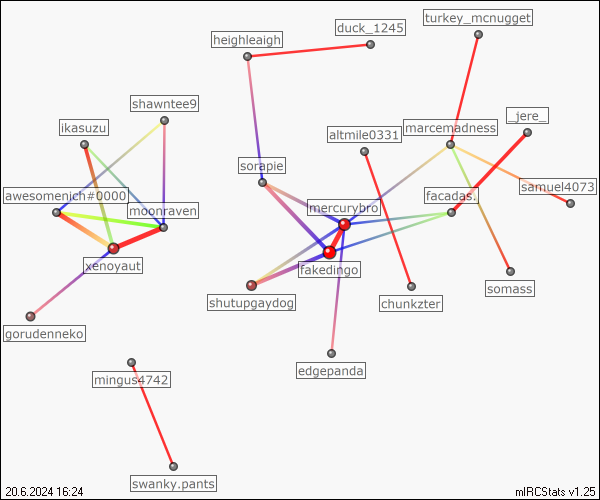 turkey_mcnugget
duck_1245
heighleaigh
shawntee9
_jere_
ikasuzu
altmile0331
marcemadness
sorapie
samuel4073
awesomenich#0000
facadas..
moonraven
mercurybro
xenoyaut
fakedingo
somass
shutupgaydog
chunkzter
gorudenneko
edgepanda
mingus4742
swanky.pants
20.6.2024 16:24
mIRCStats v1.25